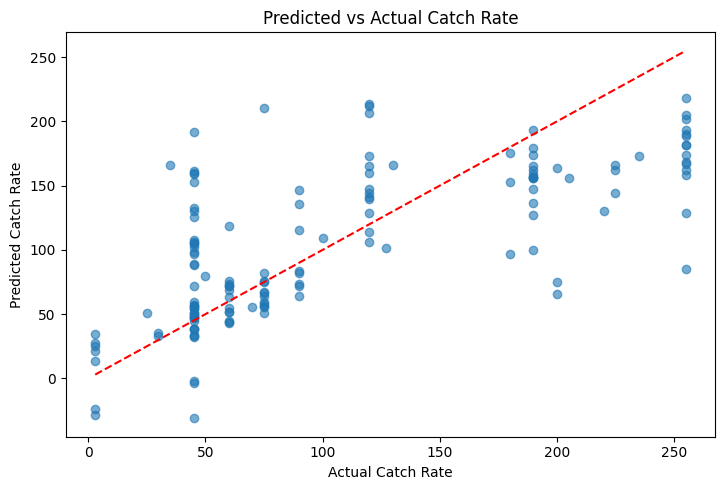 Predicted vs Actual Catch Rate
Predicted Catch Rate
250
200
150
100
50
0
0 50 100 150 200 250
Actual Catch Rate